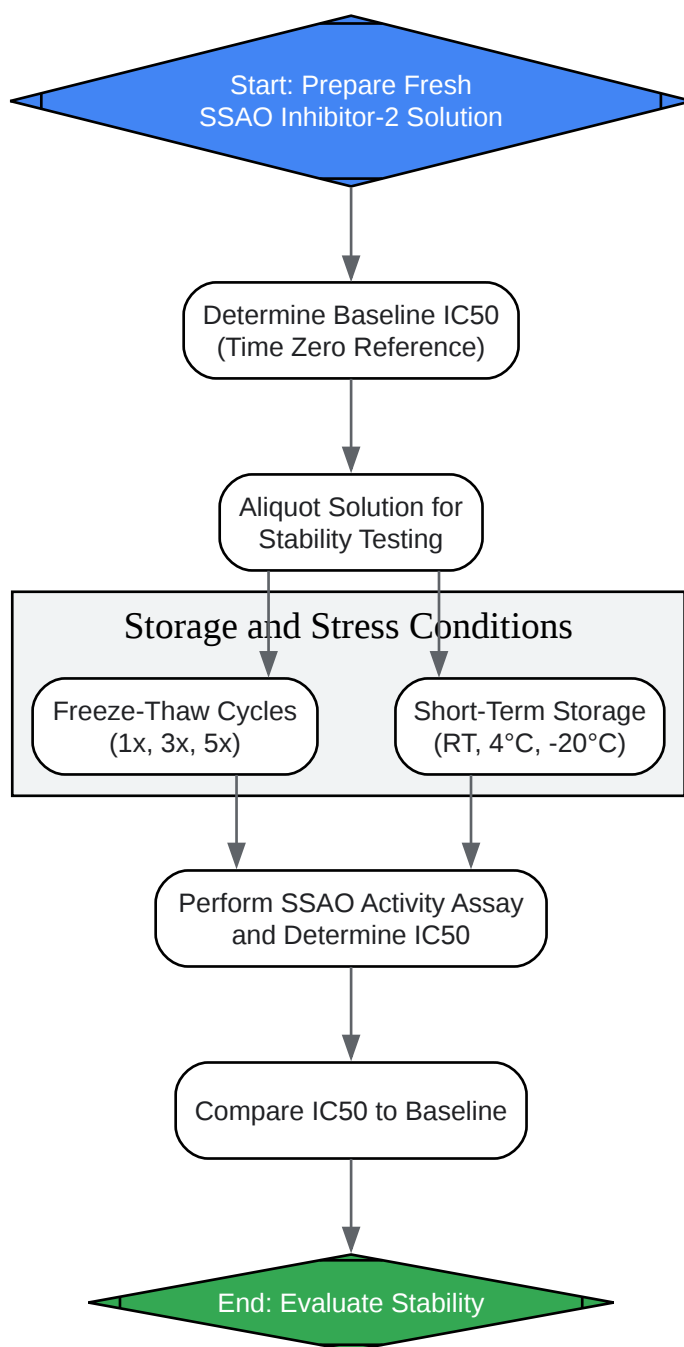 Start: Prepare Fresh
SSAO Inhibitor-2 Solution
Determine Baseline IC50
(Time Zero Reference)
Aliquot Solution for
Stability Testing
Storage and Stress Conditions
Freeze-Thaw Cycles
(1x, 3x, 5x)
Short-Term Storage
(RT, 4°C, -20°C)
Perform SSAO Activity Assay
and Determine IC50
Compare IC50 to Baseline
End: Evaluate Stability